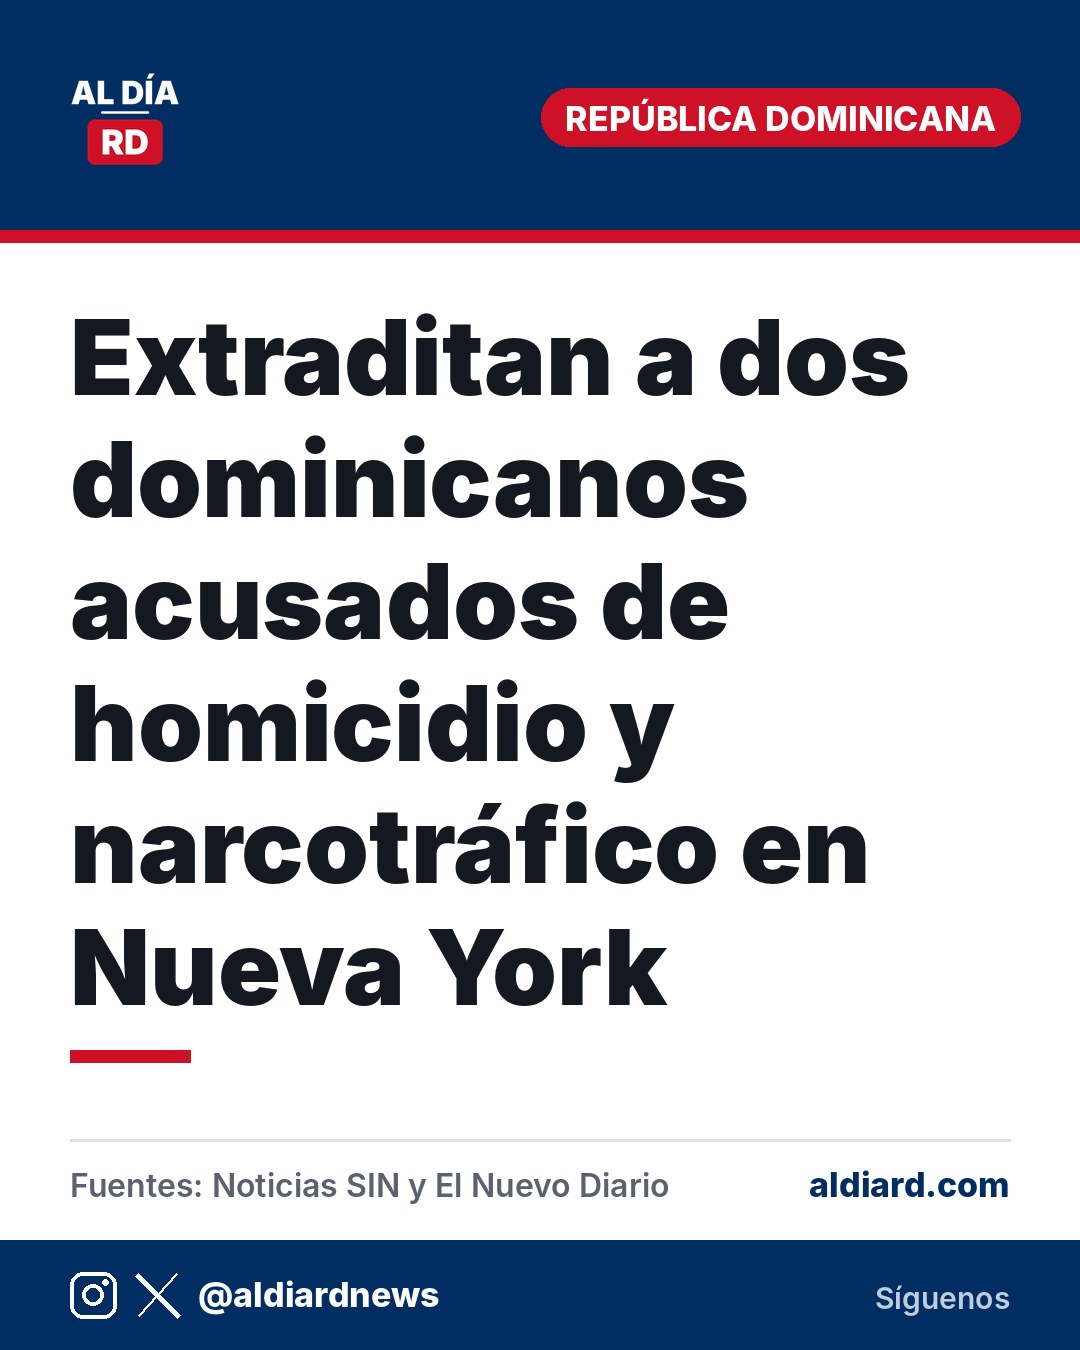 AL DÍA
RD
REPÚBLICA DOMINICANA
Extraditan a dos
dominicanos
acusados de
homicidio y
narcotráfico en
Nueva York
Fuentes: Noticias SIN y El Nuevo Diario
aldiard.com
@aldiardnews
Síguenos